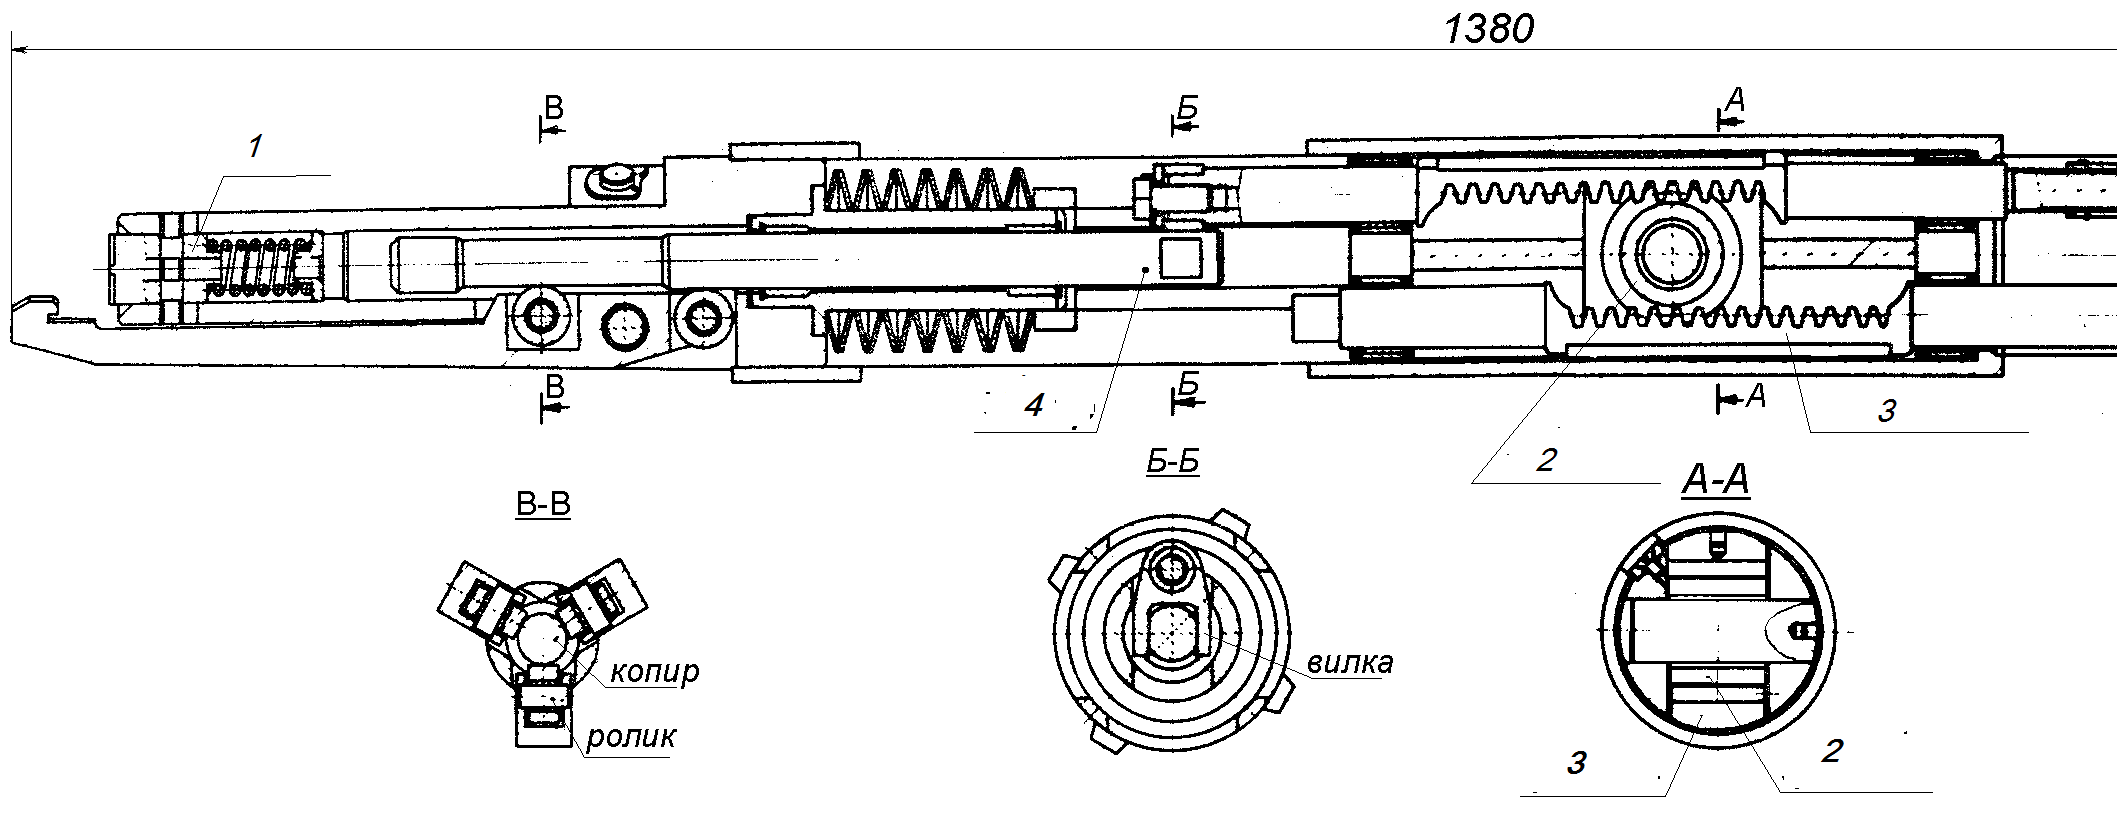 1380
В Б А
1
В Б А
4 3
2
Б-Б
А-А
В-В
копир
вилка
ролик
3 2